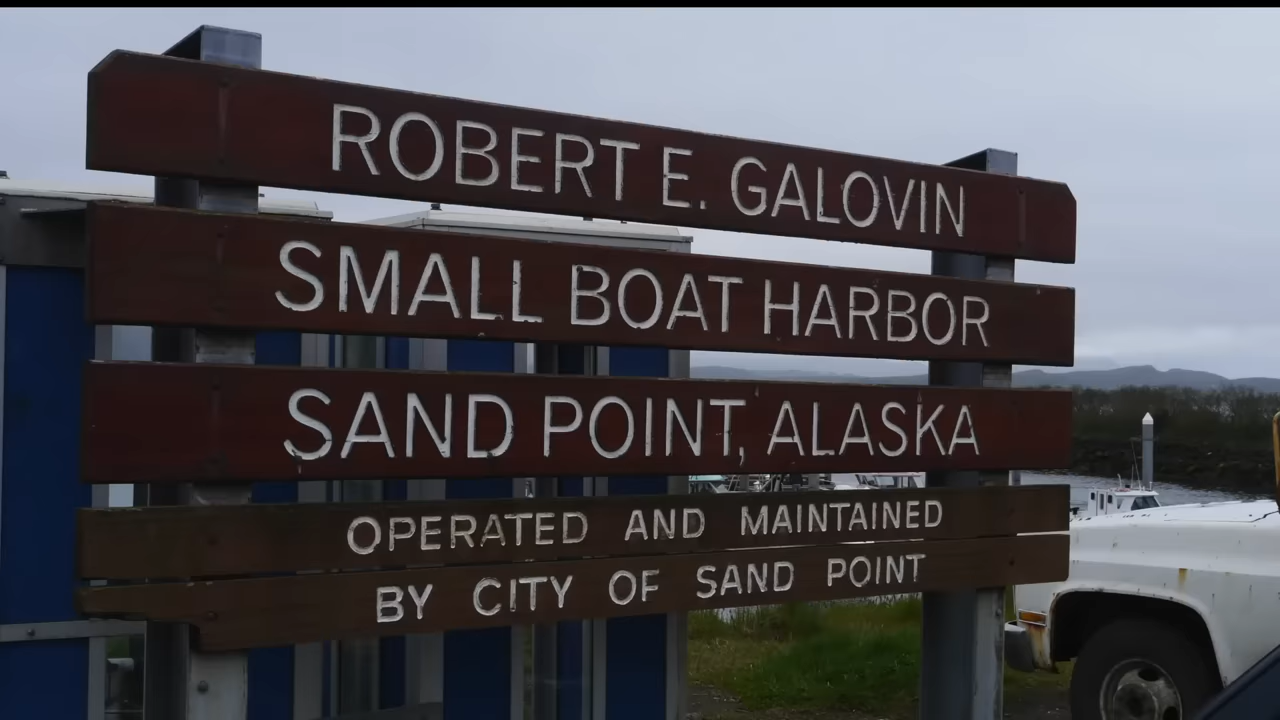 ROBERT E. GALOVIN
SMALL BOAT HARBOR
SAND POINT, ALASKA
OPERATED AND MAINTAINED
BY CITY OF SAND POINT